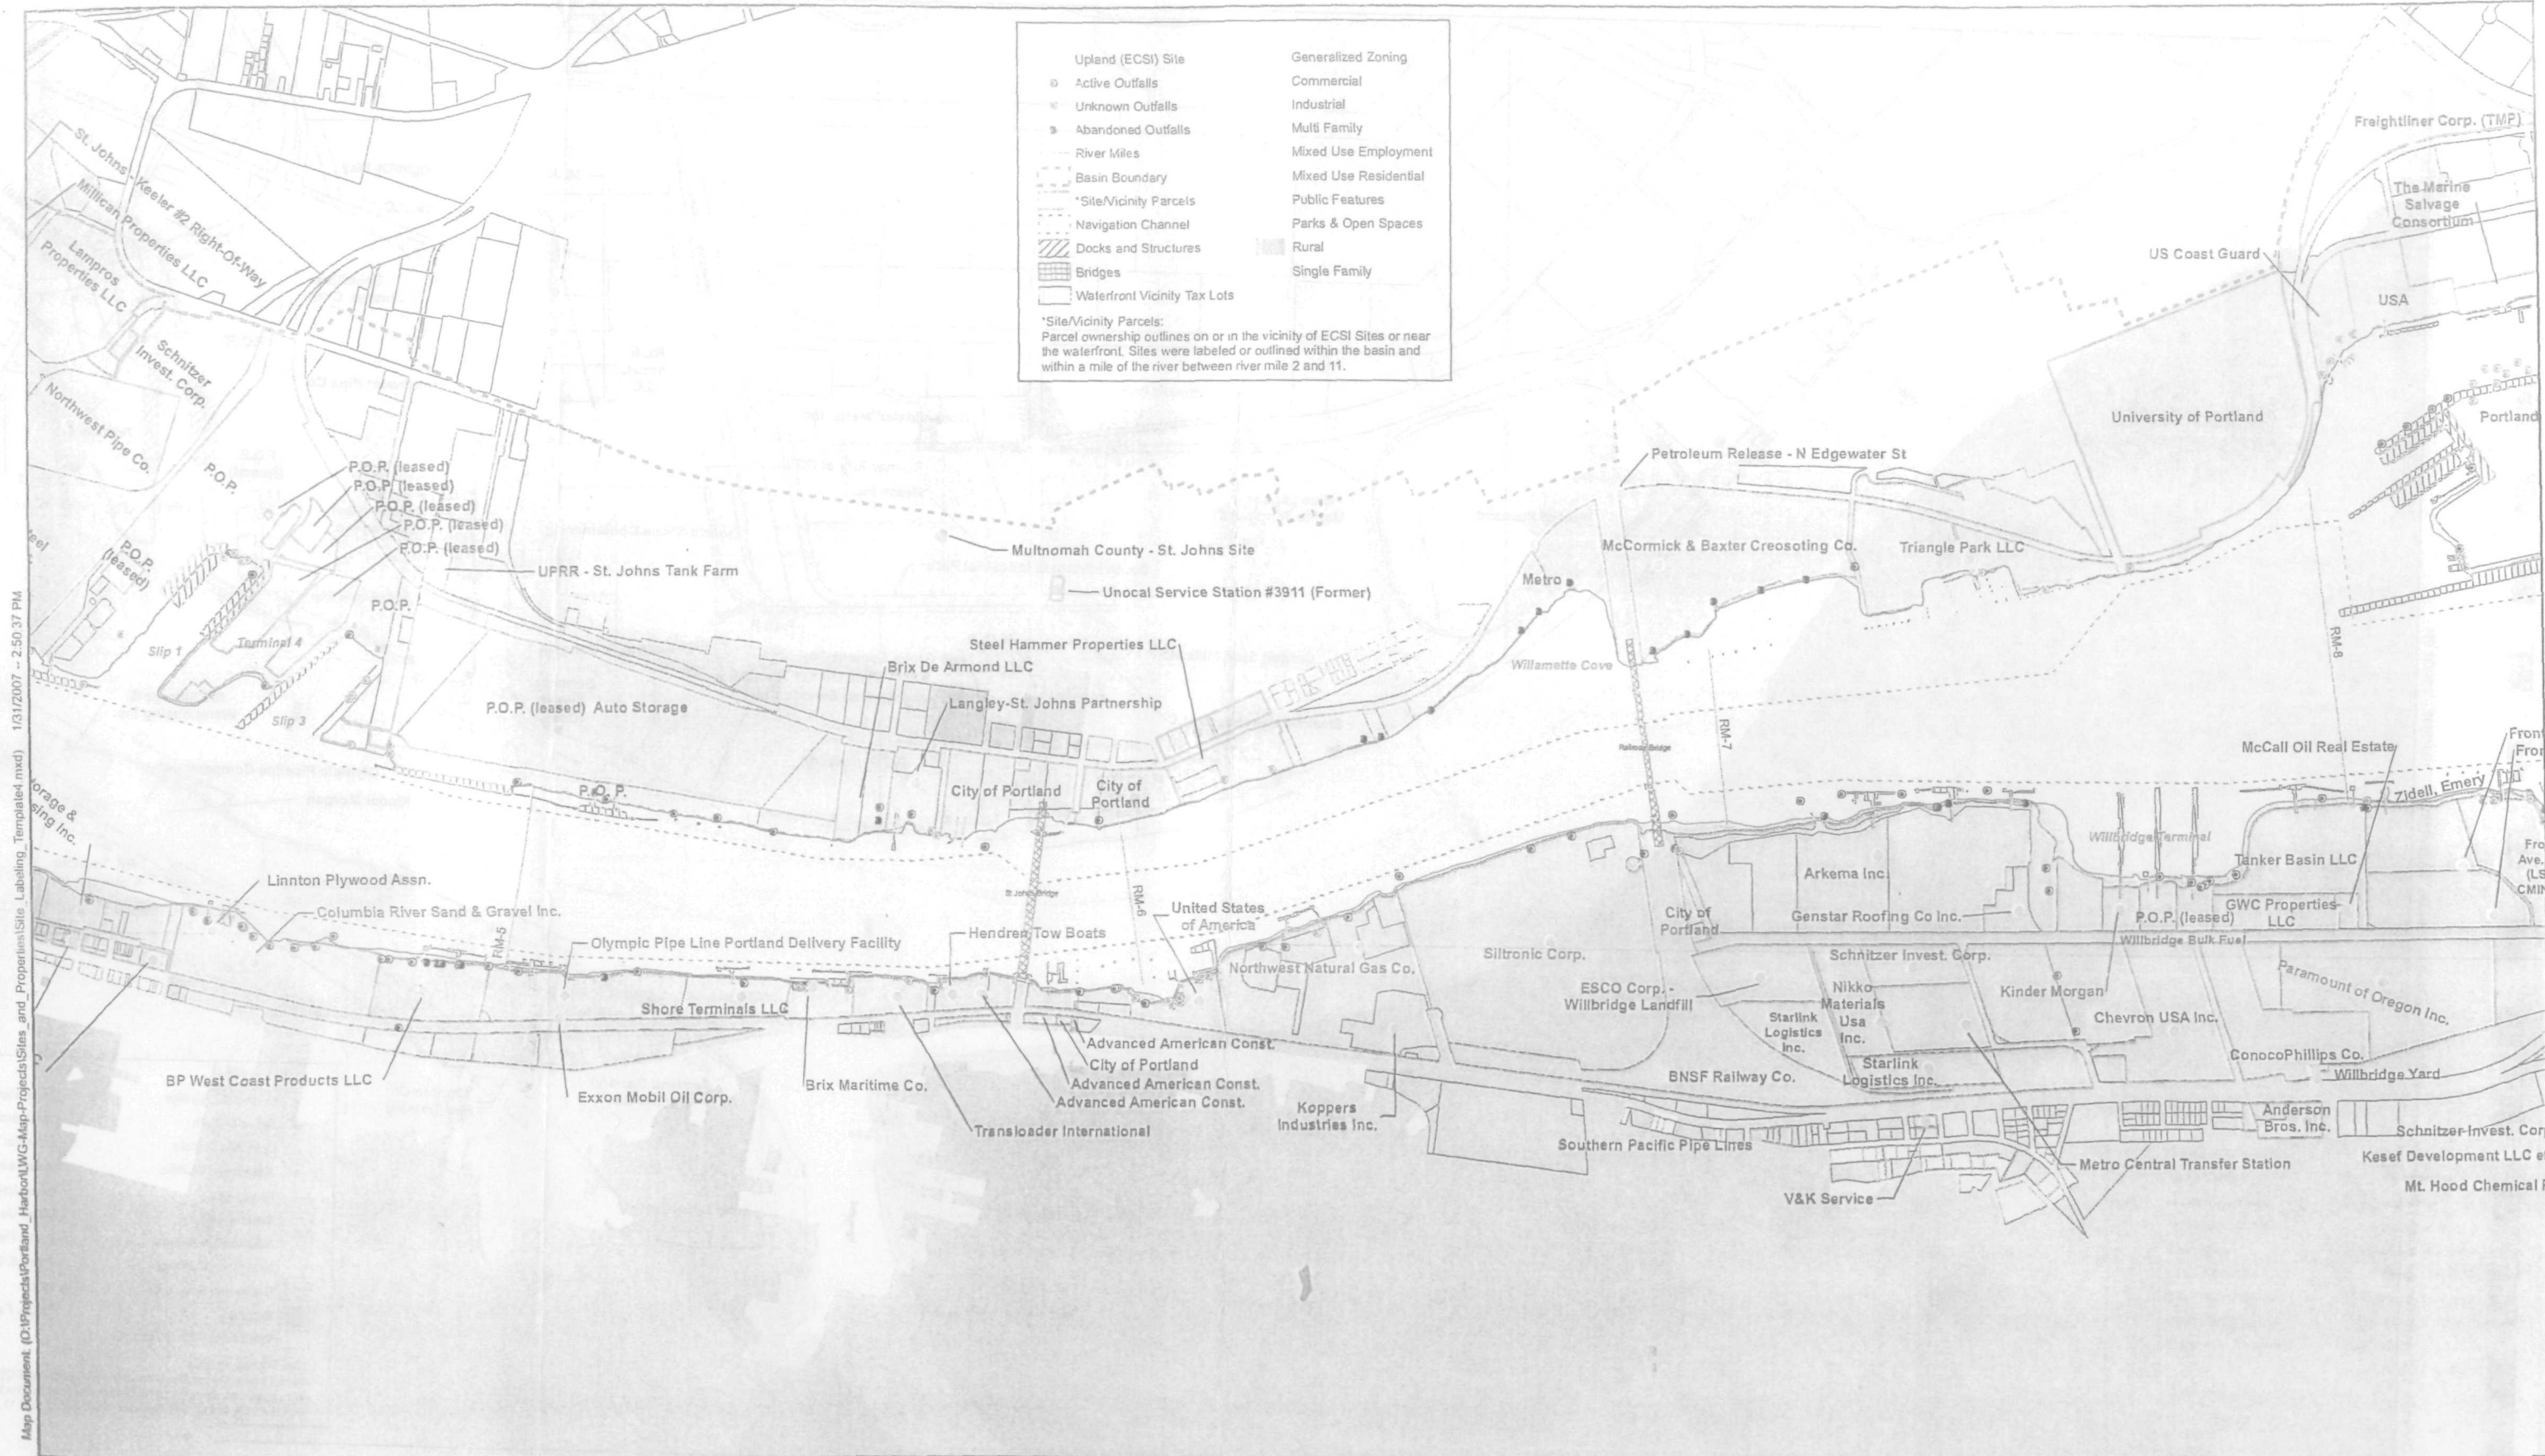 Upland (ECSI) Site
Active Outfalls
Unknown Outfalls
Abandoned Outfalls
River Miles
Basin Boundary
*Site/Vicinity Parcels
Navigation Channel
Docks and Structures
Bridges
Waterfront Vicinity Tax Lots
Generalized Zoning
Commercial
Industrial
Multi Family
Mixed Use Employment
Mixed Use Residential
Public Features
Parks & Open Spaces
Rural
Single Family
*Site/Vicinity Parcels:
Parcel ownership outlines on or in the vicinity of ECSI Sites or near
the waterfront. Sites were labeled or outlined within the basin and
within a mile of the river between river mile 2 and 11.
Freightliner Corp. (TMP)
The Marine
Salvage
Consortium
US Coast Guard
USA
University of Portland
Portland
St. Johns - Keeler #2 Right-Of-Way
Millican Properties LLC
Lampros
Properties LLC
Schnitzer
Invest. Corp.
Northwest Pipe Co.
P.O.P.
P.O.P. (leased)
P.O.P. (leased)
P.O.P. (leased)
P.O.P. (leased)
P.O.P. (leased)
P.O.P.
(leased)
UPRR - St. Johns Tank Farm
P.O.P.
Slip 1
Terminal 4
Slip 3
P.O.P. (leased) Auto Storage
P.O.P.
Multnomah County - St. Johns Site
Unocal Service Station #3911 (Former)
Steel Hammer Properties LLC
Brix De Armond LLC
Langley-St. Johns Partnership
City of Portland
City of
Portland
Petroleum Release - N Edgewater St
McCormick & Baxter Creosoting Co.
Triangle Park LLC
Metro
Willamette Cove
Railroad Bridge
RM-7
RM-8
McCall Oil Real Estate
Zidell, Emery
Front
Willbridge Terminal
Tanker Basin LLC
Arkema Inc.
Genstar Roofing Co Inc.
City of
Portland
P.O.P. (leased)
GWC Properties
LLC
Willbridge Bulk Fuel
Linnton Plywood Assn.
Columbia River Sand & Gravel Inc.
RM-5
Olympic Pipe Line Portland Delivery Facility
Hendren Tow Boats
St Johns Bridge
RM-6
United States
of America
Northwest Natural Gas Co.
Siltronic Corp.
Schnitzer Invest. Corp.
ESCO Corp. -
Willbridge Landfill
Nikko
Materials
Usa
Inc.
Starlink
Logistics
Inc.
Starlink
Logistics Inc.
Kinder Morgan
Chevron USA Inc.
Paramount of Oregon Inc.
ConocoPhillips Co.
Willbridge Yard
BNSF Railway Co.
Shore Terminals LLC
BP West Coast Products LLC
Exxon Mobil Oil Corp.
Brix Maritime Co.
Advanced American Const.
City of Portland
Advanced American Const.
Advanced American Const.
Transloader International
Koppers
Industries Inc.
Southern Pacific Pipe Lines
Anderson
Bros. Inc.
Schnitzer Invest. Cor
Kesef Development LLC e
Mt. Hood Chemical
Metro Central Transfer Station
V&K Service
Map Document: (O:\Projects\Portland_Harbor\LWG-Map-Projects\Sites_and_Properties\Site_Labeling_Template4.mxd) 1/31/2007 -- 2:50:37 PM